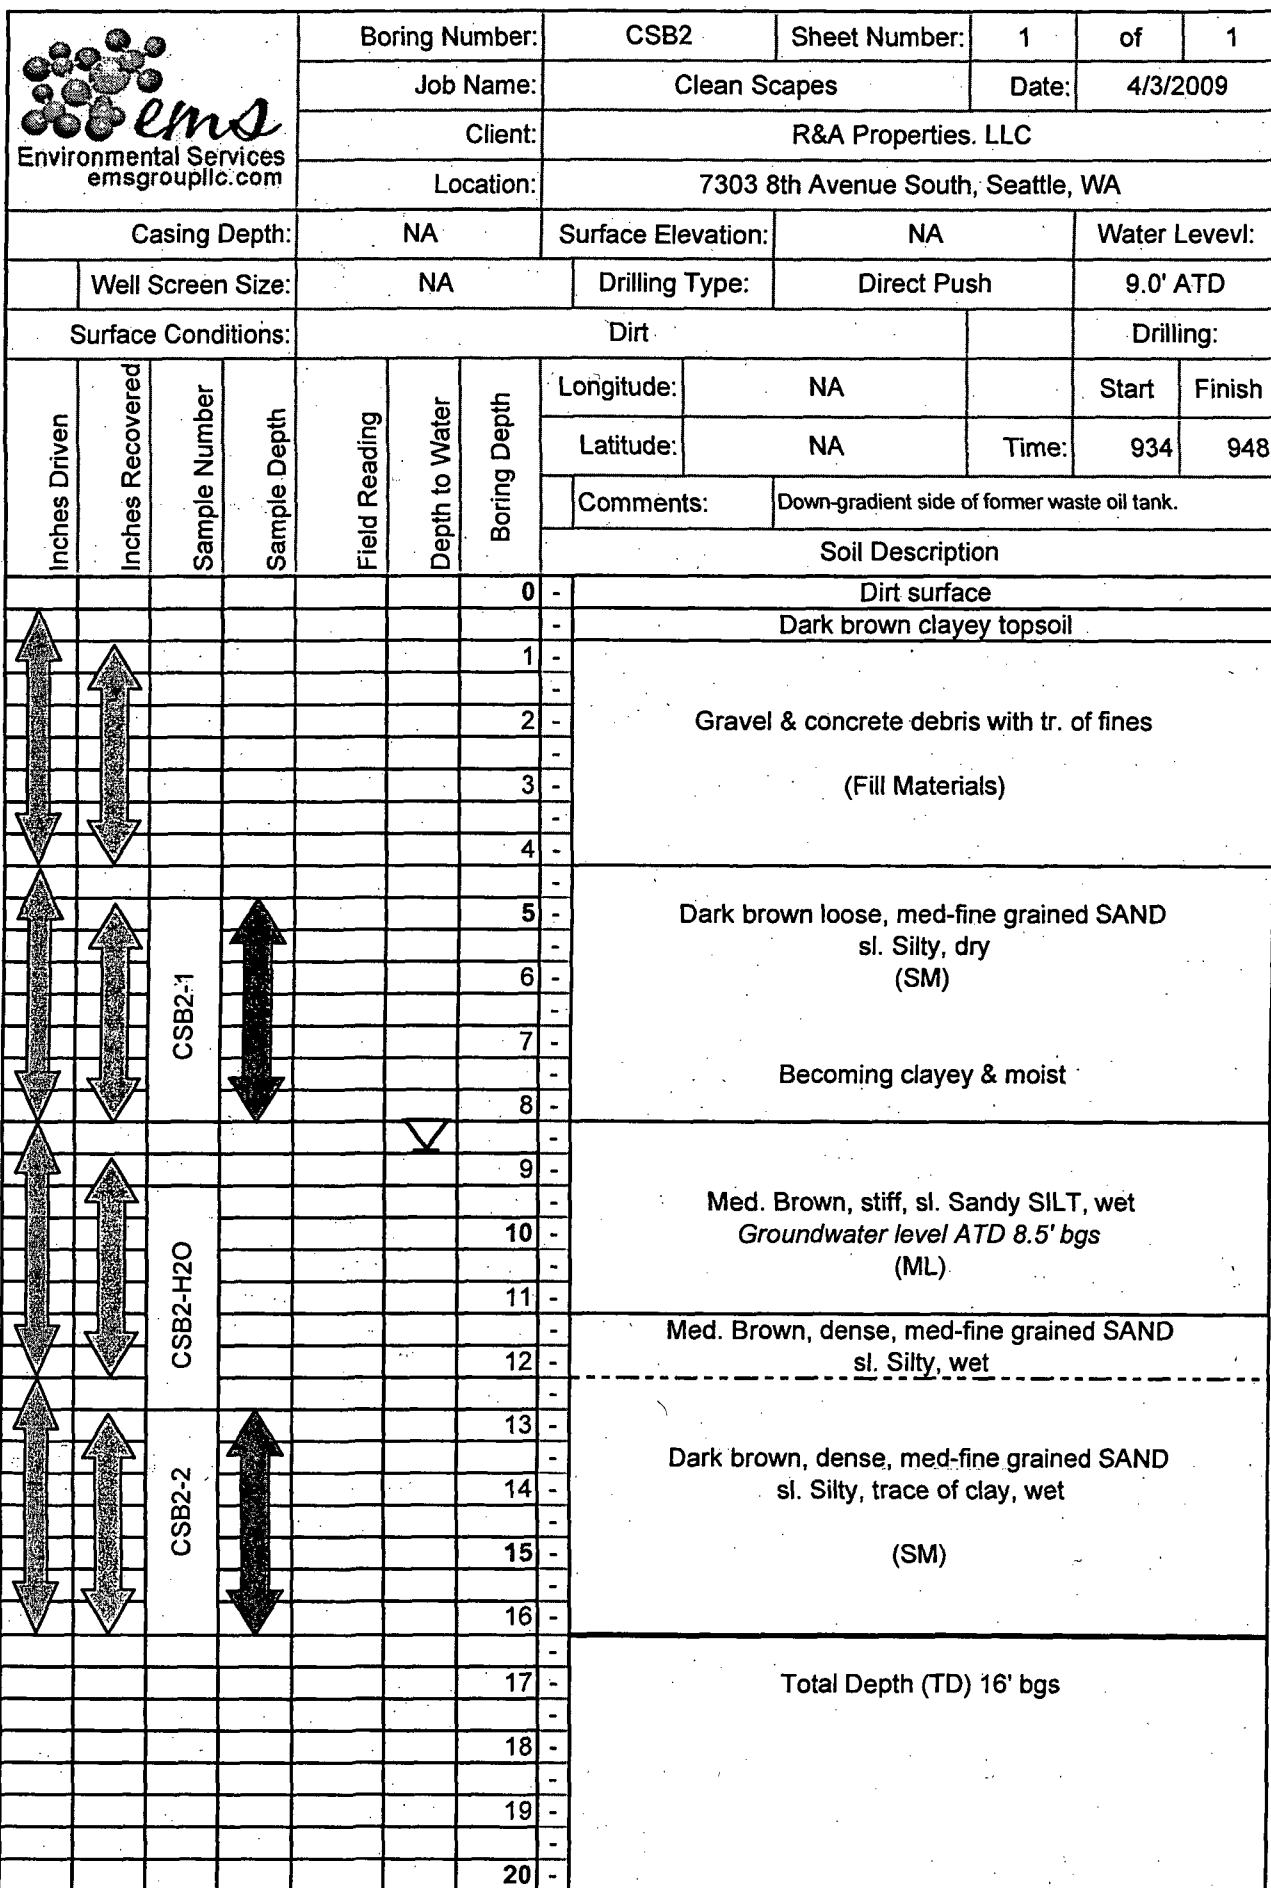 ems
Environmental Services
emsgroupllc.com
Boring Number: CSB2 Sheet Number: 1 of 1
Job Name: Clean Scapes Date: 4/3/2009
Client: R&A Properties. LLC
Location: 7303 8th Avenue South, Seattle, WA
Casing Depth: NA Surface Elevation: NA Water Levevl:
Well Screen Size: NA Drilling Type: Direct Push 9.0' ATD
Surface Conditions: Dirt Drilling:
Inches Driven
Inches Recovered
Sample Number
Sample Depth
Field Reading
Depth to Water
Boring Depth
Longitude: NA Start Finish
Latitude: NA Time: 934 948
Comments: Down-gradient side of former waste oil tank.
Soil Description
0 - Dirt surface
- Dark brown clayey topsoil
1 -
-
2 - Gravel & concrete debris with tr. of fines
-
3 - (Fill Materials)
-
4 -
-
5 - Dark brown loose, med-fine grained SAND
- sl. Silty, dry
6 - (SM)
-
CSB2-1
7 -
- Becoming clayey & moist
8 -
-
9 -
- Med. Brown, stiff, sl. Sandy SILT, wet
10 - Groundwater level ATD 8.5' bgs
- (ML)
CSB2-H2O
11 -
- Med. Brown, dense, med-fine grained SAND
12 - sl. Silty, wet
-
13 -
- Dark brown, dense, med-fine grained SAND
14 - sl. Silty, trace of clay, wet
-
CSB2-2
15 - (SM)
-
16 -
-
17 - Total Depth (TD) 16' bgs
-
18 -
-
19 -
-
20 -